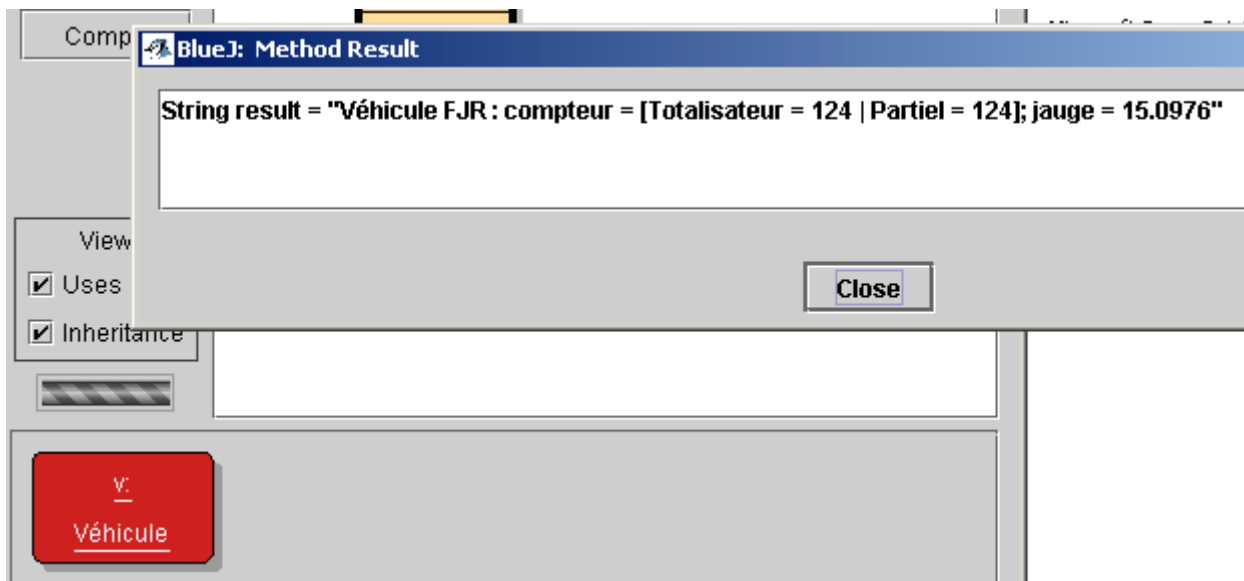 Comp
BlueJ: Method Result
String result = "Véhicule FJR : compteur = [Totalisateur = 124 | Partiel = 124]; jauge = 15.0976"
View
Uses
Close
Inheritance
v:
Véhicule